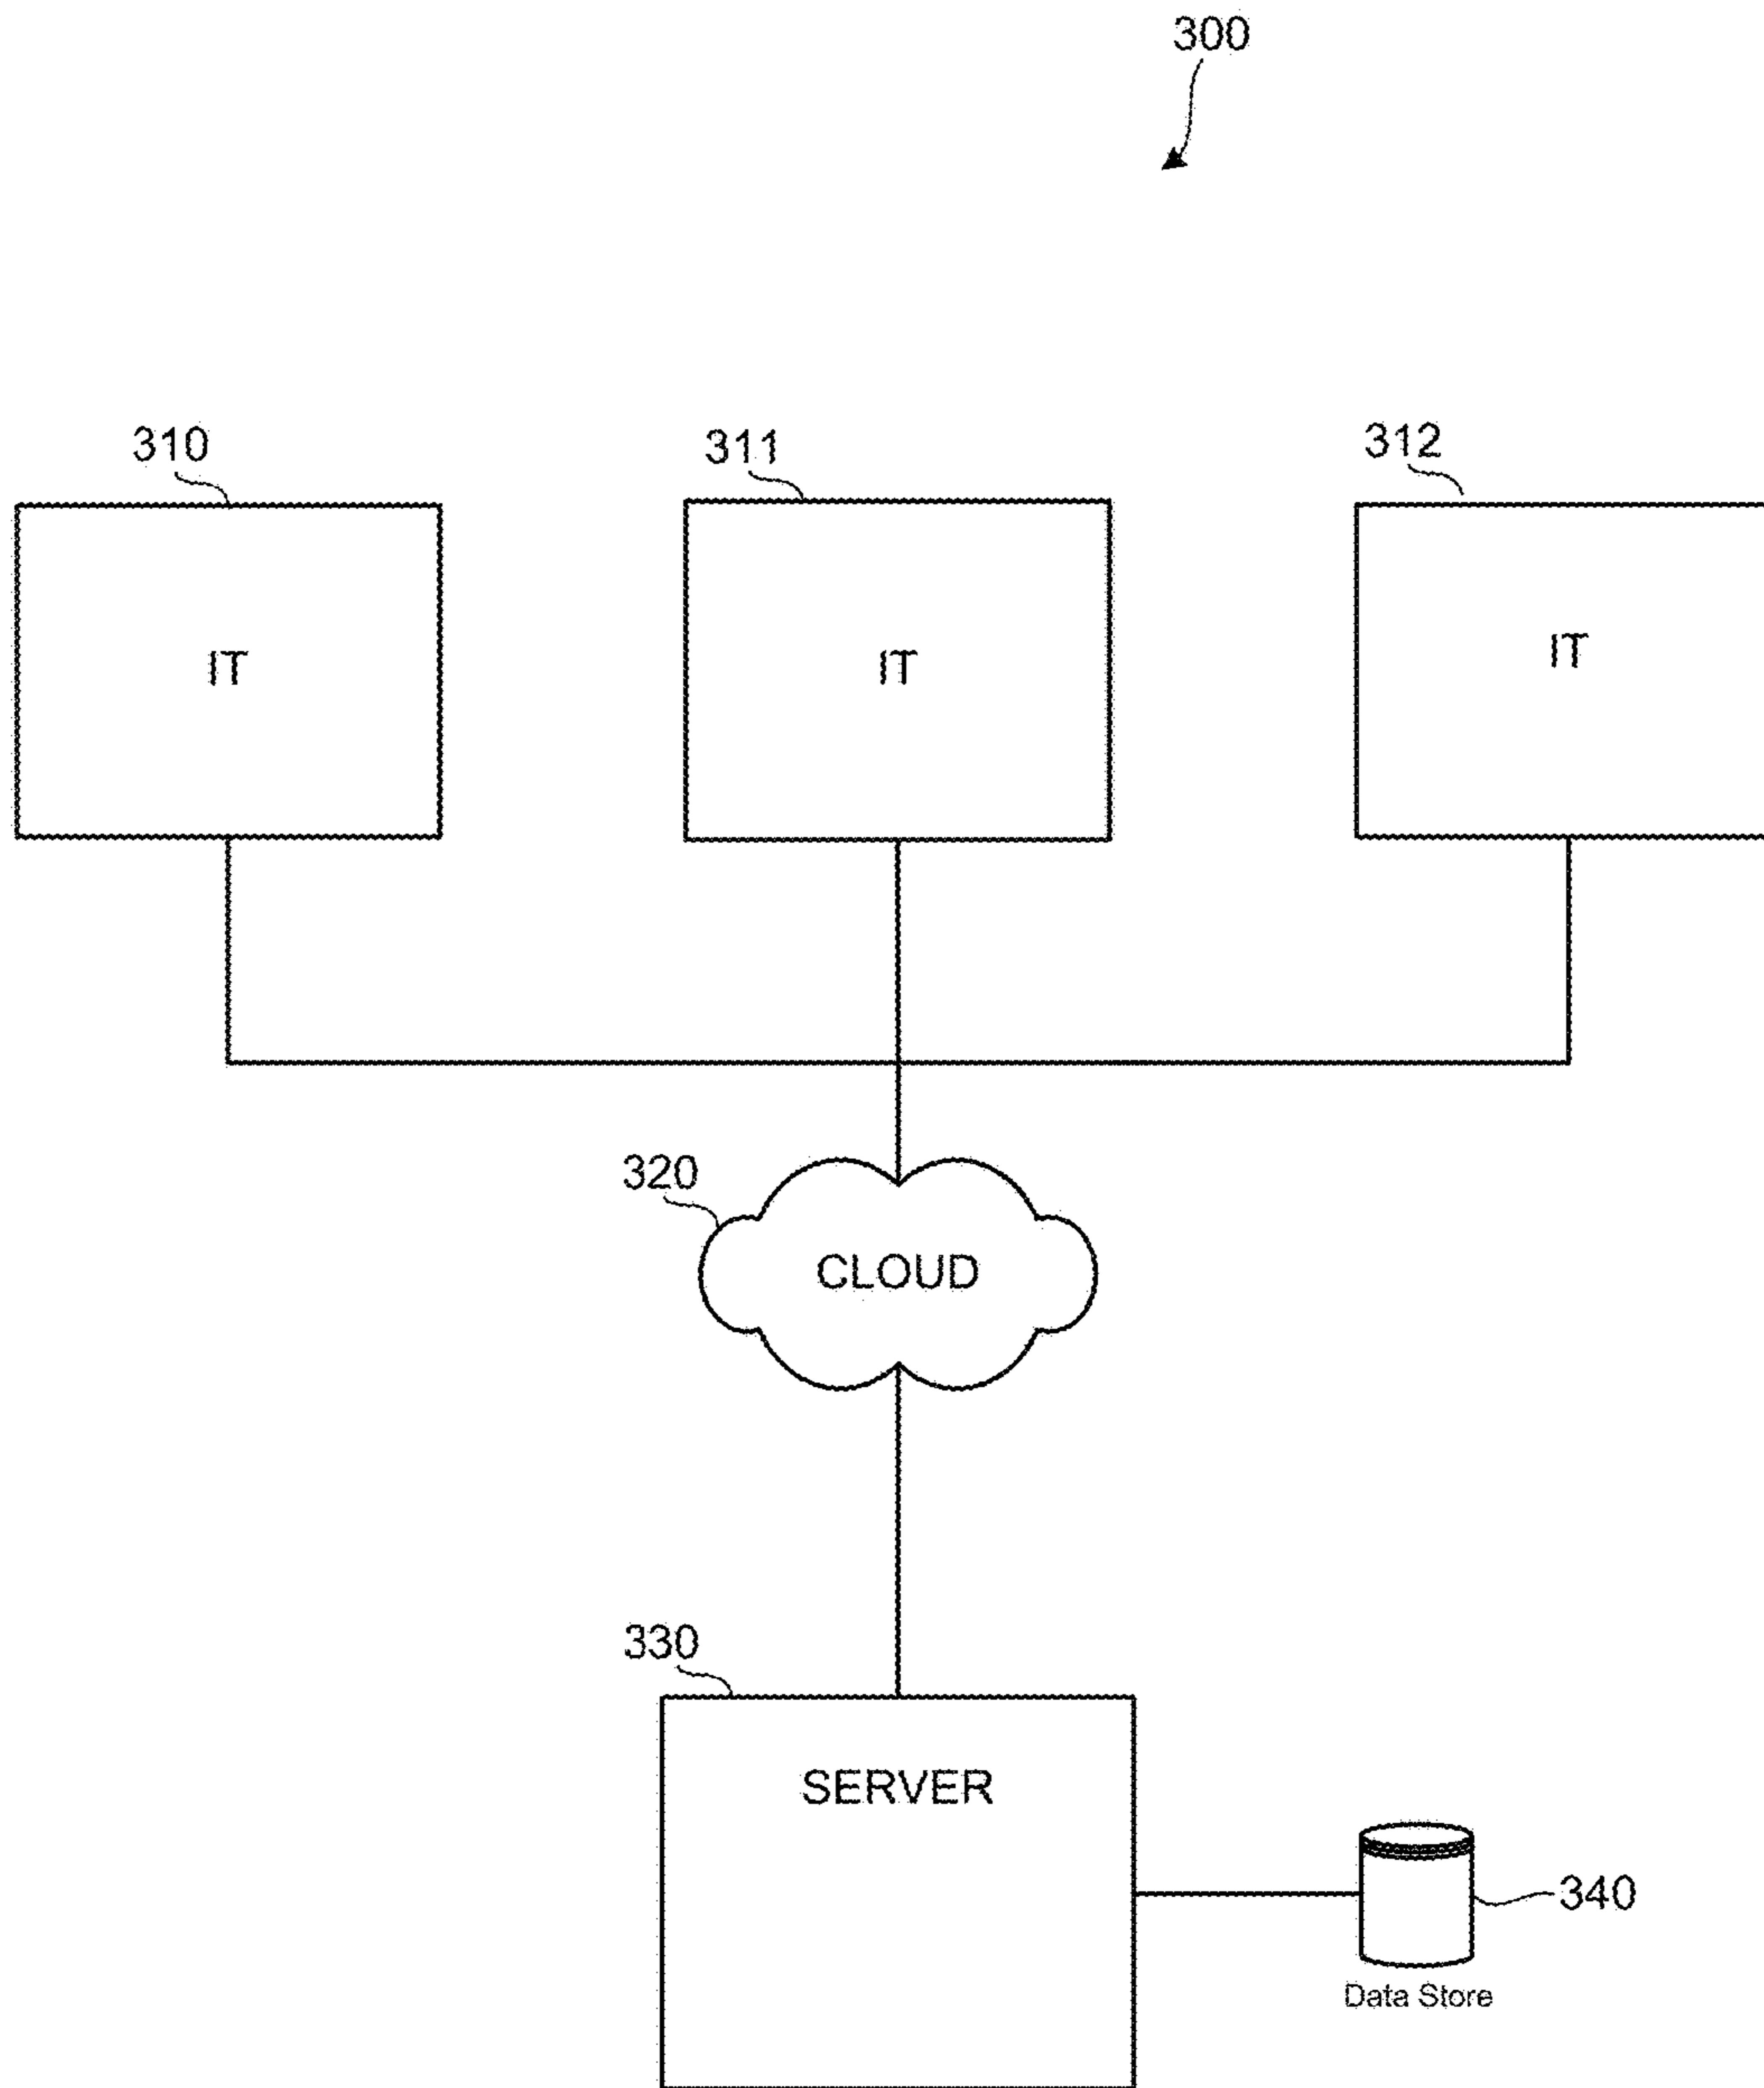 300
310
311
312
IT
IT
IT
320
CLOUD
330
SERVER
340
Data Store